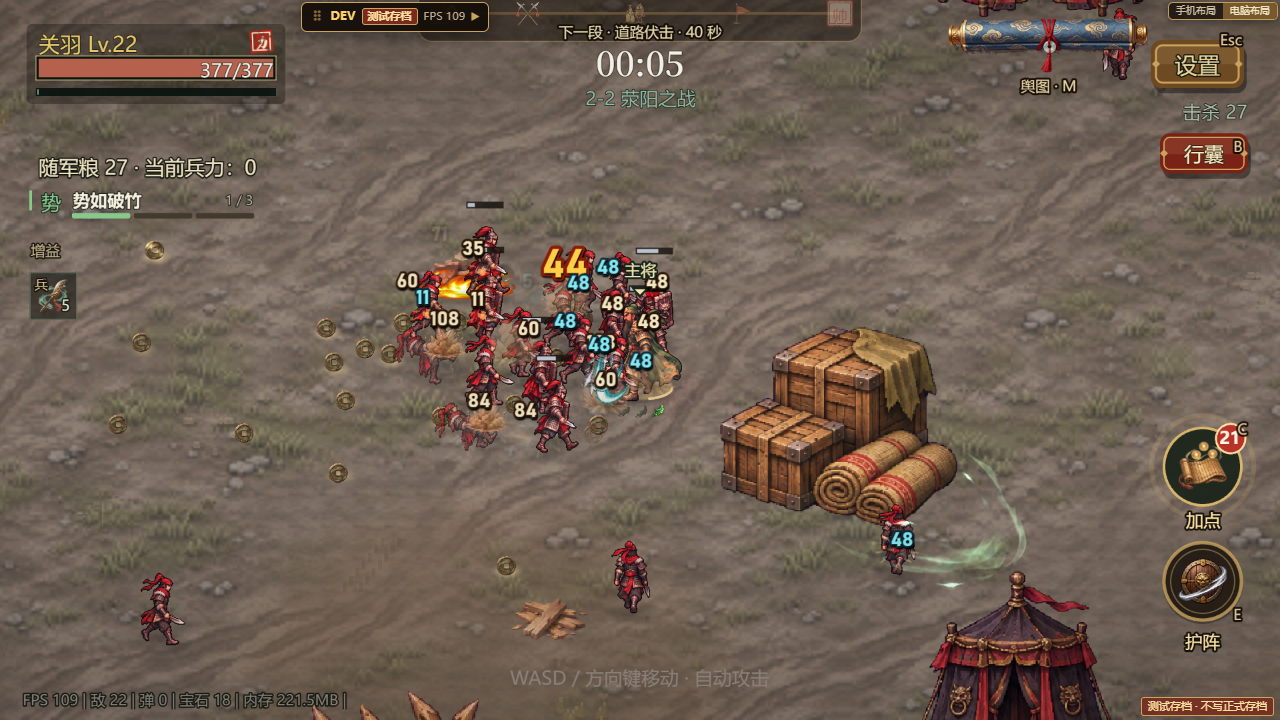 DEV 测试存档 FPS 109 ▶
手机布局 电脑布局
关羽 Lv.22
377/377
下一段 · 道路伏击 · 40 秒
帅
00:05
2-2 荥阳之战
舆图 · M
Esc
设置
击杀 27
行囊 B
随军粮 27 · 当前兵力：0
势 势如破竹 1 / 3
增益
兵 5
71
35
44
48
主将
48
60
48
11
11
48
108
60
48
48
48
48
60
84
84
48
21 C
加点
E
护阵
WASD / 方向键移动 · 自动攻击
FPS 109 | 敌 22 | 弹 0 | 宝石 18 | 内存 221.5MB |
测试存档 · 不写正式存档